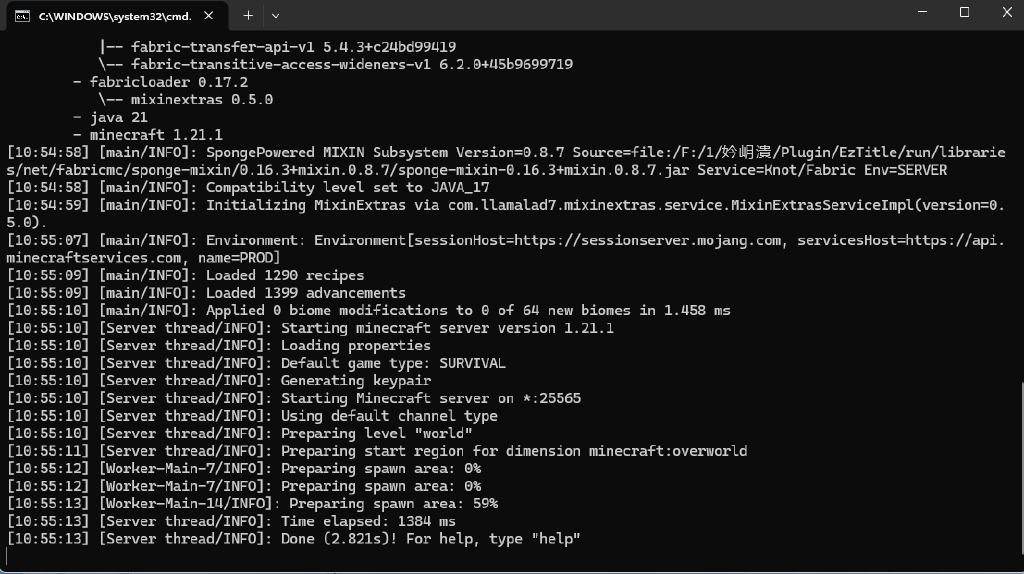 C:\WINDOWS\system32\cmd.
|-- fabric-transfer-api-v1 5.4.3+c24bd99419
\-- fabric-transitive-access-wideners-v1 6.2.0+45b9699719
- fabricloader 0.17.2
\-- mixinextras 0.5.0
- java 21
- minecraft 1.21.1
[10:54:58] [main/INFO]: SpongePowered MIXIN Subsystem Version=0.8.7 Source=file:/F:/1/妗岄潰/Plugin/EzTitle/run/librarie
s/net/fabricmc/sponge-mixin/0.16.3+mixin.0.8.7/sponge-mixin-0.16.3+mixin.0.8.7.jar Service=Knot/Fabric Env=SERVER
[10:54:58] [main/INFO]: Compatibility level set to JAVA_17
[10:54:59] [main/INFO]: Initializing MixinExtras via com.llamalad7.mixinextras.service.MixinExtrasServiceImpl(version=0.
5.0).
[10:55:07] [main/INFO]: Environment: Environment[sessionHost=https://sessionserver.mojang.com, servicesHost=https://api.
minecraftservices.com, name=PROD]
[10:55:09] [main/INFO]: Loaded 1290 recipes
[10:55:09] [main/INFO]: Loaded 1399 advancements
[10:55:10] [main/INFO]: Applied 0 biome modifications to 0 of 64 new biomes in 1.458 ms
[10:55:10] [Server thread/INFO]: Starting minecraft server version 1.21.1
[10:55:10] [Server thread/INFO]: Loading properties
[10:55:10] [Server thread/INFO]: Default game type: SURVIVAL
[10:55:10] [Server thread/INFO]: Generating keypair
[10:55:10] [Server thread/INFO]: Starting Minecraft server on *:25565
[10:55:10] [Server thread/INFO]: Using default channel type
[10:55:10] [Server thread/INFO]: Preparing level "world"
[10:55:11] [Server thread/INFO]: Preparing start region for dimension minecraft:overworld
[10:55:12] [Worker-Main-7/INFO]: Preparing spawn area: 0%
[10:55:12] [Worker-Main-7/INFO]: Preparing spawn area: 0%
[10:55:13] [Worker-Main-14/INFO]: Preparing spawn area: 59%
[10:55:13] [Server thread/INFO]: Time elapsed: 1384 ms
[10:55:13] [Server thread/INFO]: Done (2.821s)! For help, type "help"